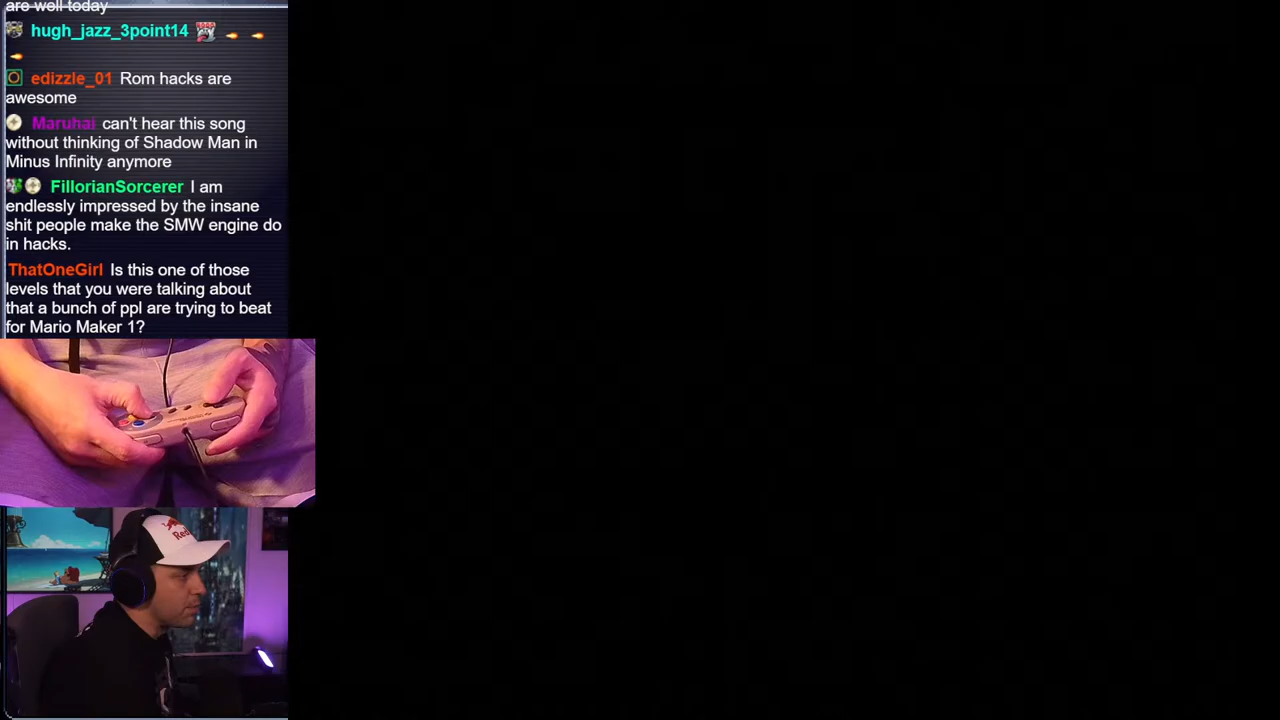 are well today
hugh_jazz_3point14
edizzle_01 Rom hacks are
awesome
Maruhai can't hear this song
without thinking of Shadow Man in
Minus Infinity anymore
FillorianSorcerer I am
endlessly impressed by the insane
shit people make the SMW engine do
in hacks.
ThatOneGirl Is this one of those
levels that you were talking about
that a bunch of ppl are trying to beat
for Mario Maker 1?
Red